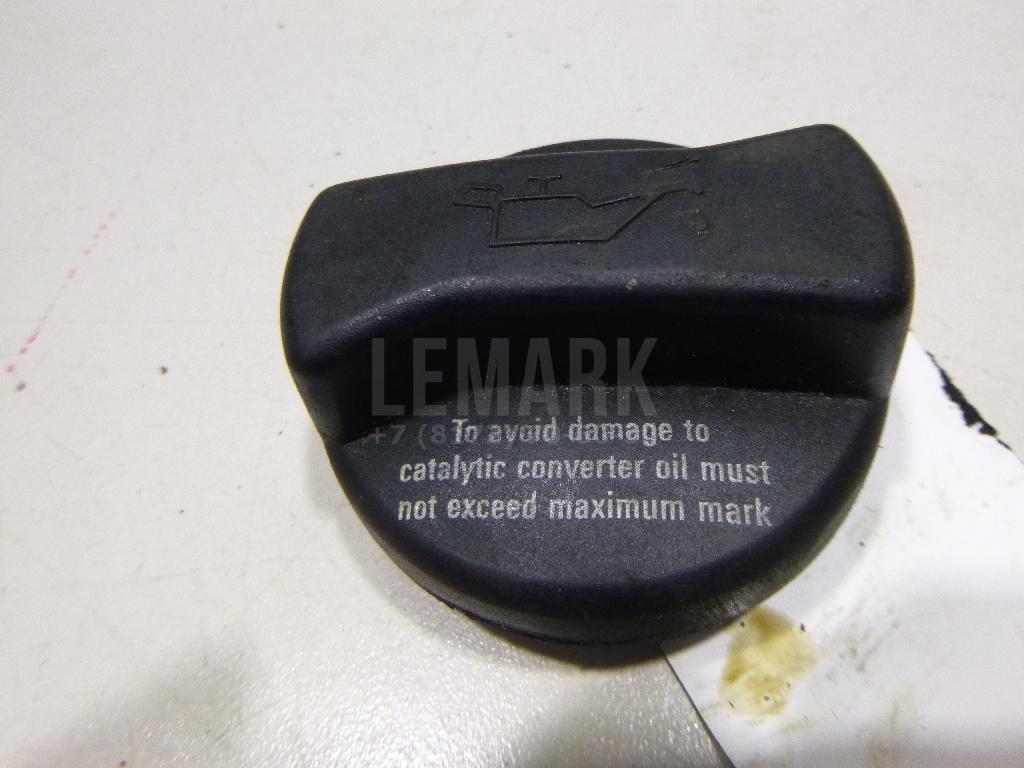 LEMARK
To avoid damage to
catalytic converter oil must
not exceed maximum mark